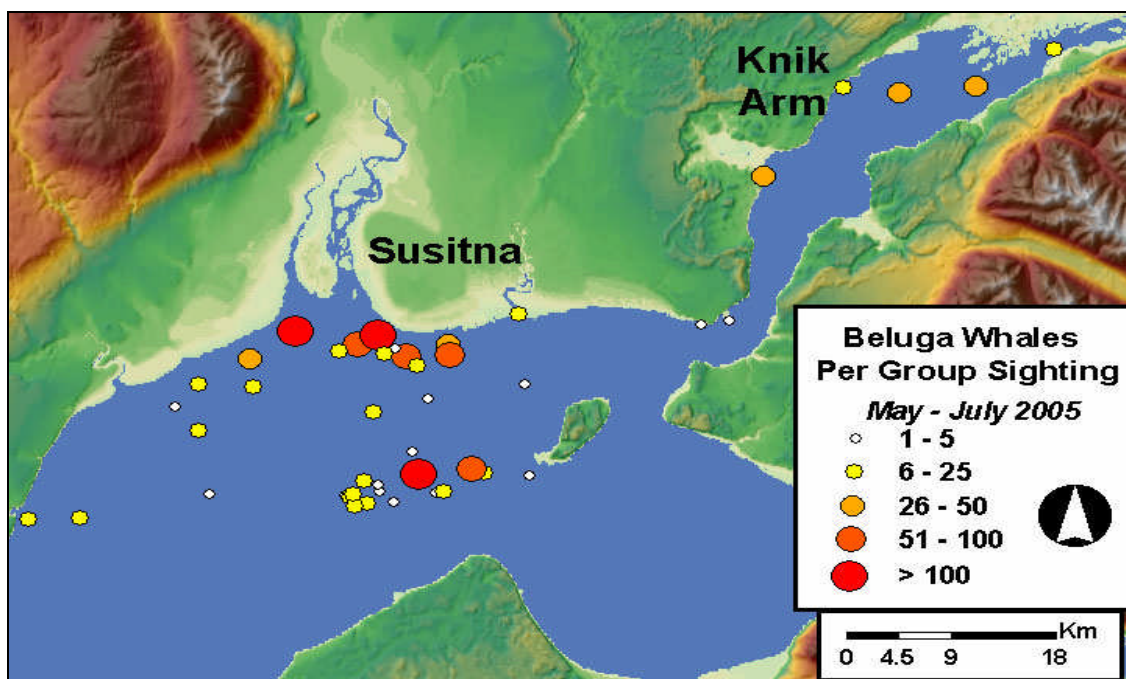 Knik
Arm
Susitna
Beluga Whales
Per Group Sighting
May - July 2005
1 - 5
6 - 25
26 - 50
51 - 100
> 100
Km
0 4.5 9 18